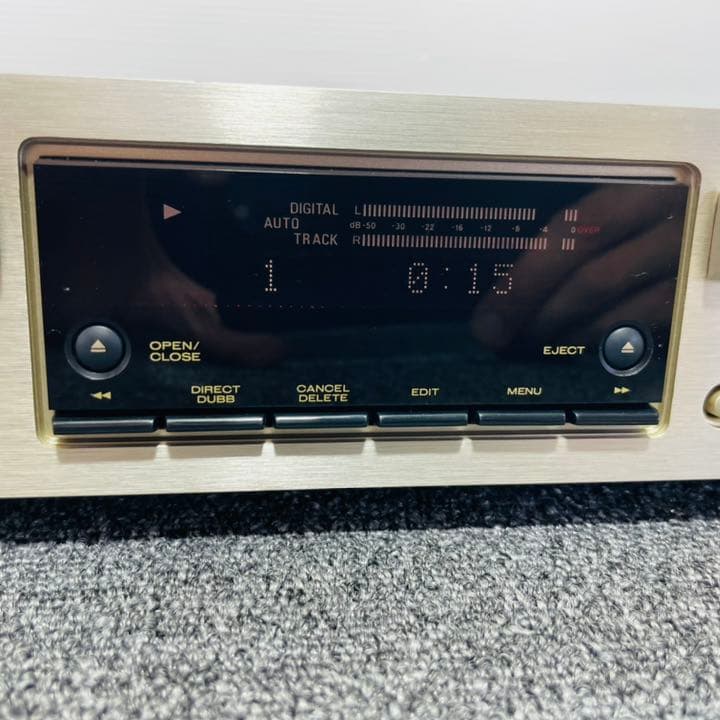 DIGITAL L
AUTO dB -50 -30 -22 -16 -12 -8 -4 0 OVER
TRACK R
1 0:15
OPEN/
CLOSE
EJECT
DIRECT
DUBB
CANCEL
DELETE
EDIT
MENU